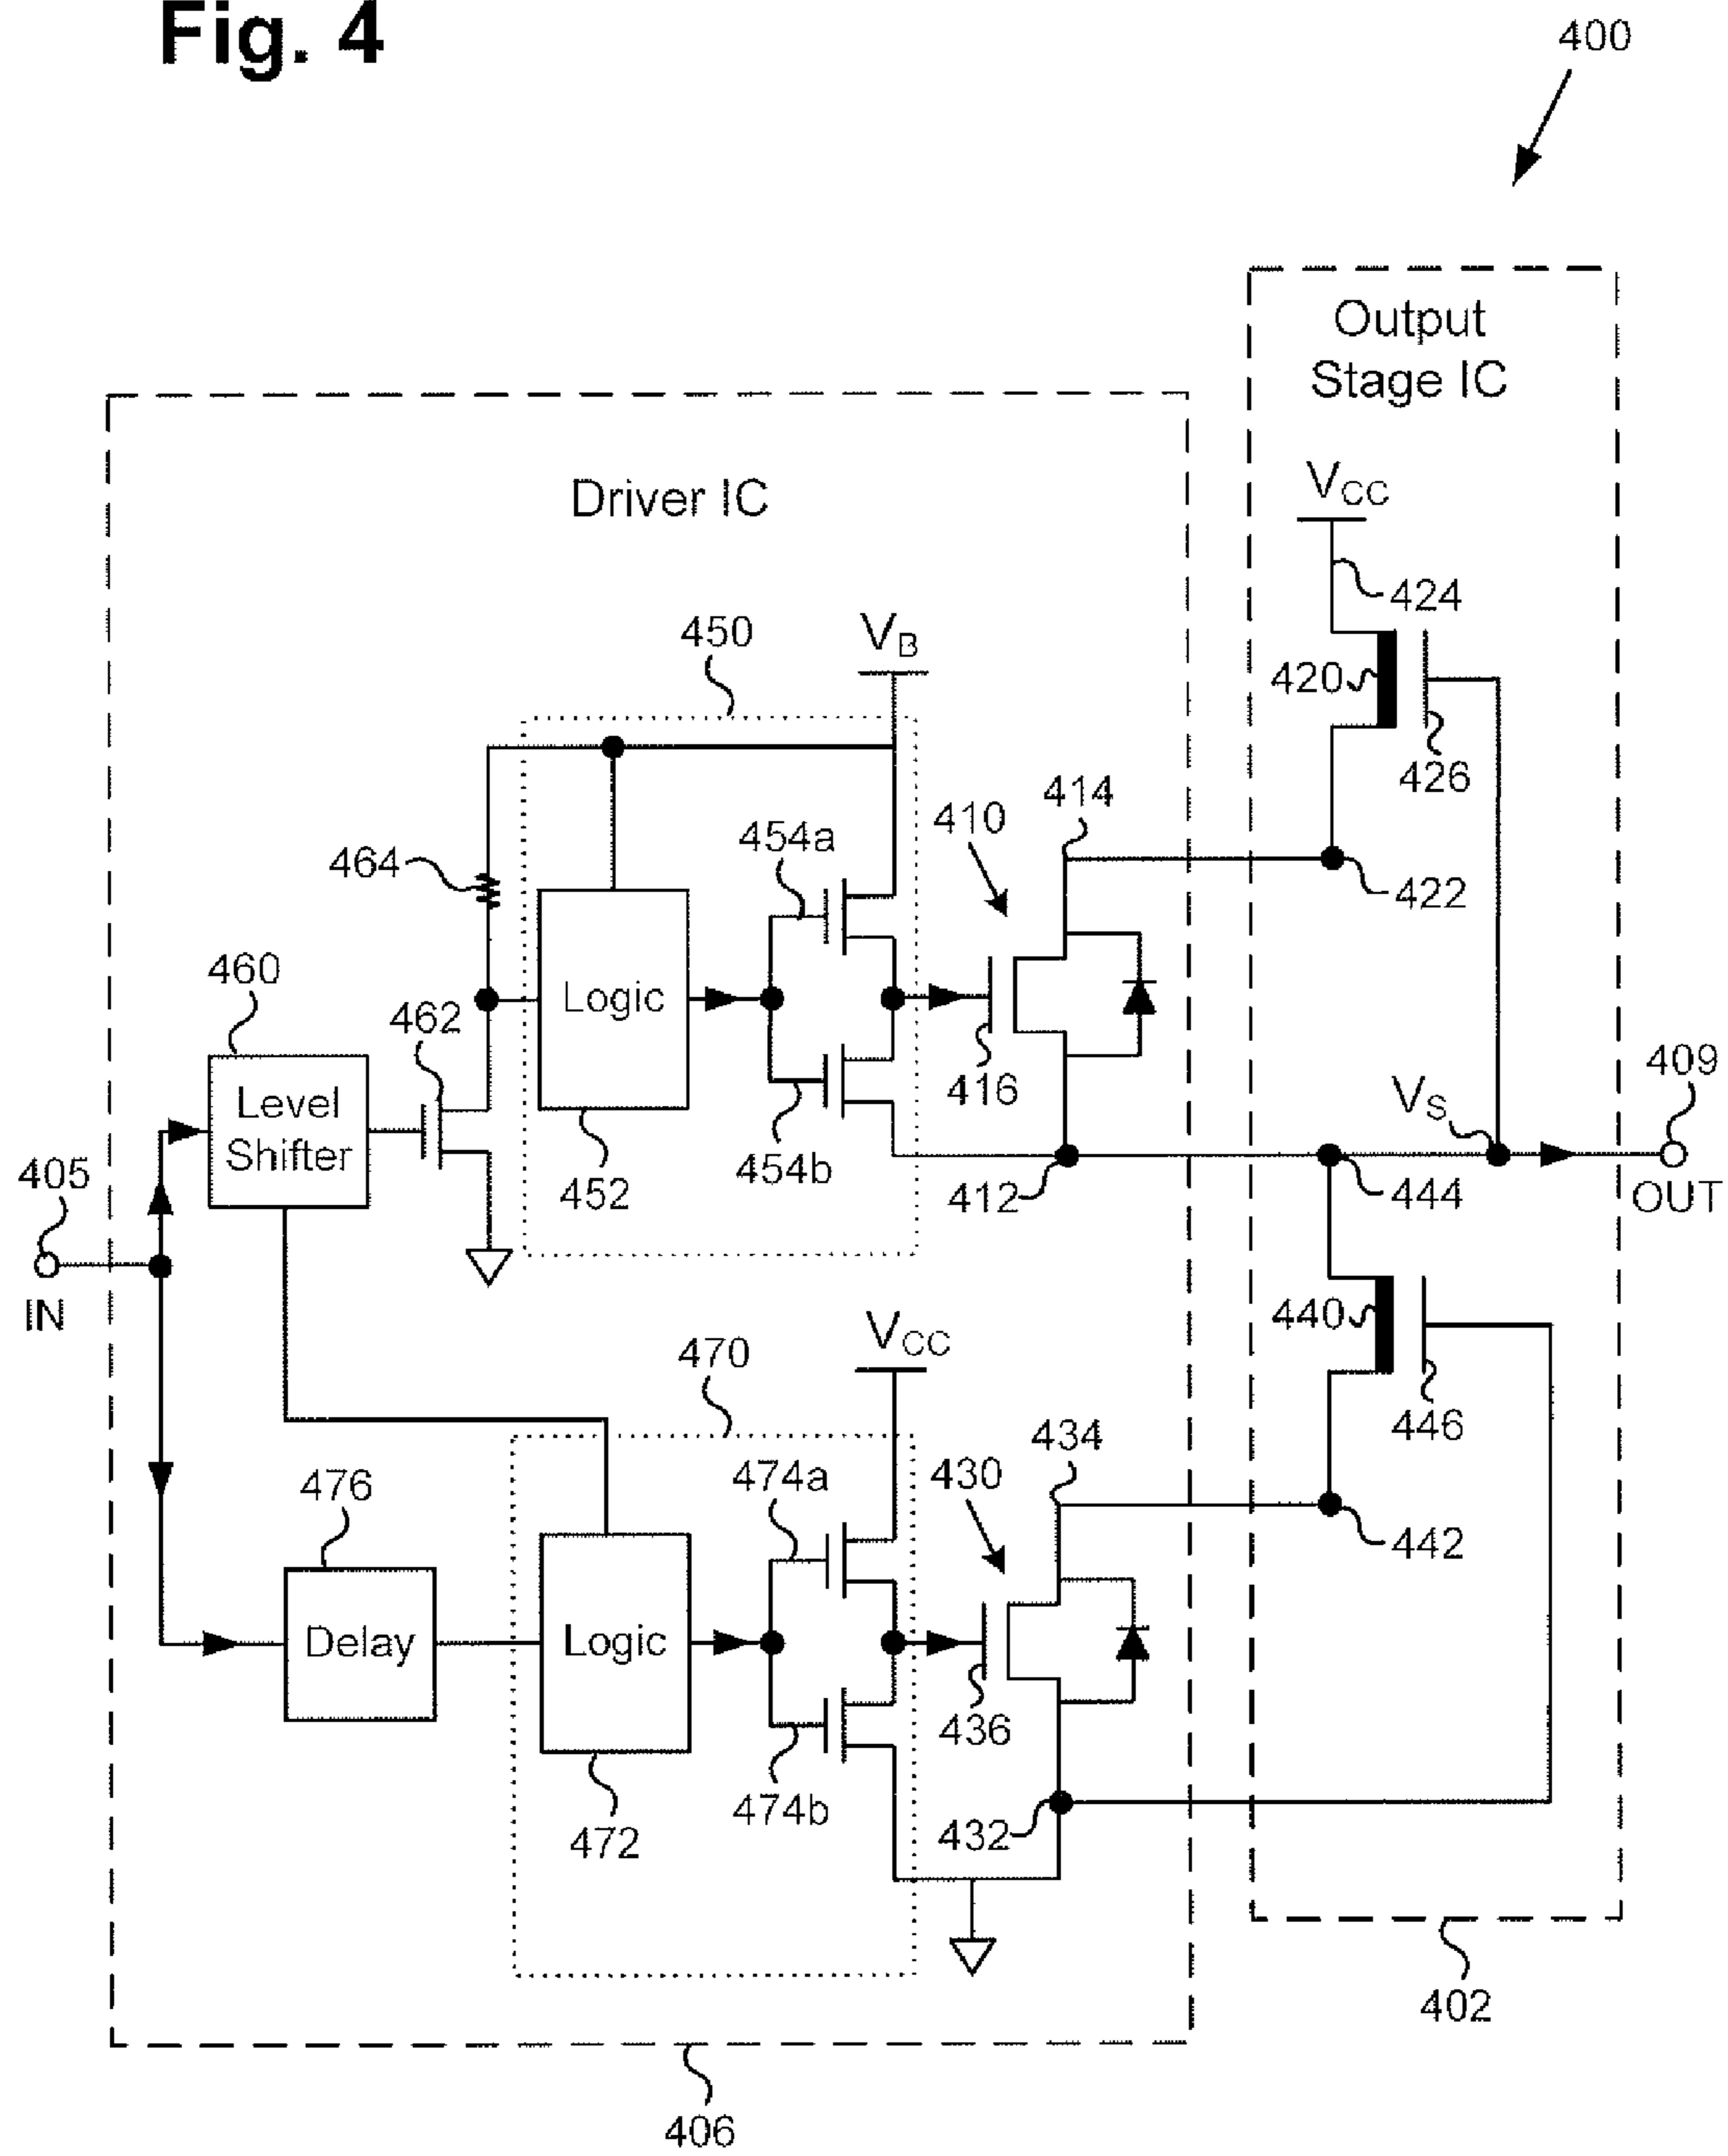 Fig. 4
400
Output
Stage IC
Driver IC
VCC
424
450
VB
420
426
414
410
454a
464
422
460
462
Logic
416
Level
Shifter
VS
409
405
452
454b
412
444
OUT
IN
VCC
440
470
446
434
476
474a
430
442
Delay
Logic
436
474b
432
472
402
406